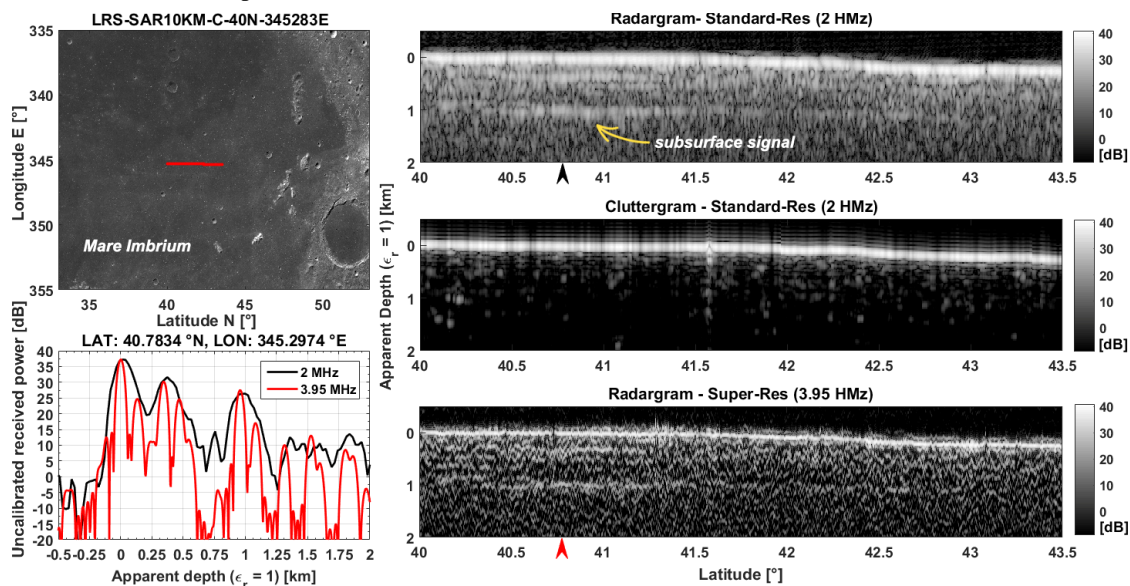 LRS-SAR10KM-C-40N-345283E
335
340
345
350
355
Longitude E [°]
Mare Imbrium
35 40 45 50
Latitude N [°]
LAT: 40.7834 °N, LON: 345.2974 °E
Uncalibrated received power [dB]
40
35
30
25
20
15
10
5
0
-5
-10
-15
-20
2 MHz
3.95 MHz
-0.5 -0.25 0 0.25 0.5 0.75 1 1.25 1.5 1.75 2
Apparent depth (ϵr = 1) [km]
Radargram- Standard-Res (2 HMz)
0
1
2
subsurface signal
40 40.5 41 41.5 42 42.5 43 43.5
40
30
20
10
0
[dB]
Cluttergram - Standard-Res (2 HMz)
Apparent Depth (ϵr = 1) [km]
0
1
2
40 40.5 41 41.5 42 42.5 43 43.5
40
30
20
10
0
[dB]
Radargram - Super-Res (3.95 HMz)
0
1
2
40 40.5 41 41.5 42 42.5 43 43.5
Latitude [°]
40
30
20
10
0
[dB]